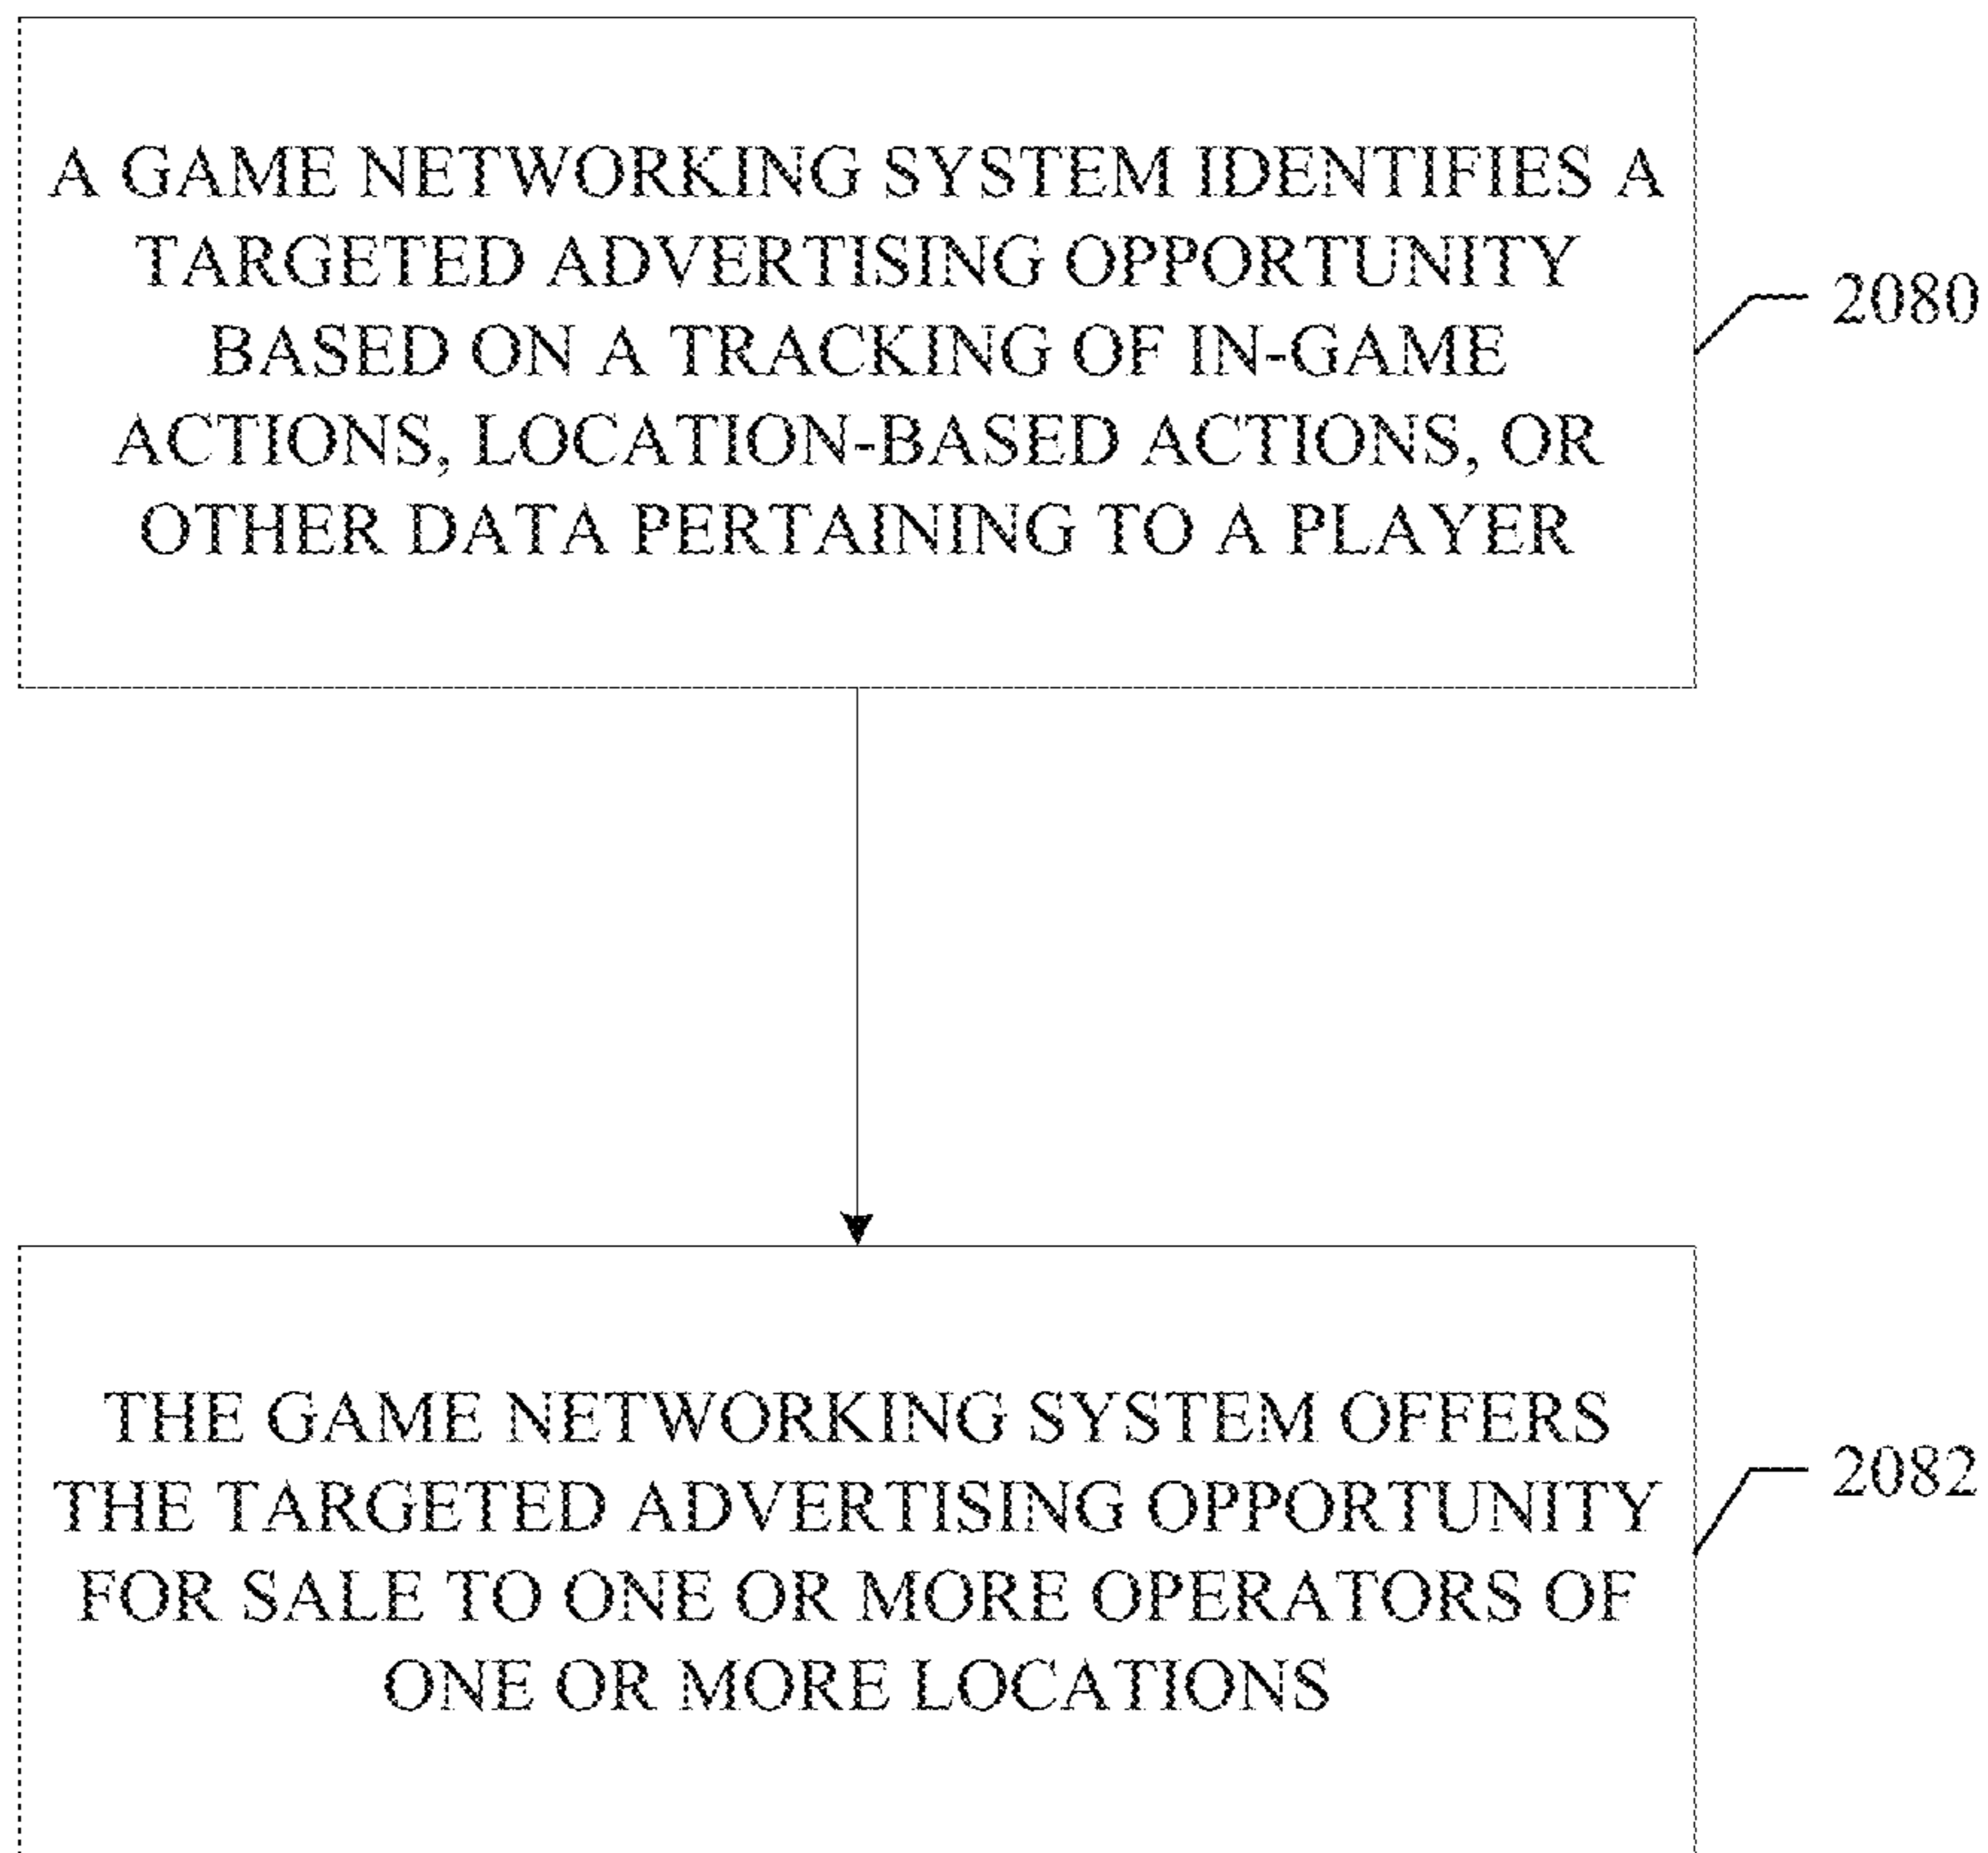 A GAME NETWORKING SYSTEM IDENTIFIES A
TARGETED ADVERTISING OPPORTUNITY
BASED ON A TRACKING OF IN-GAME
ACTIONS, LOCATION-BASED ACTIONS, OR
OTHER DATA PERTAINING TO A PLAYER
2080
THE GAME NETWORKING SYSTEM OFFERS
THE TARGETED ADVERTISING OPPORTUNITY
FOR SALE TO ONE OR MORE OPERATORS OF
ONE OR MORE LOCATIONS
2082